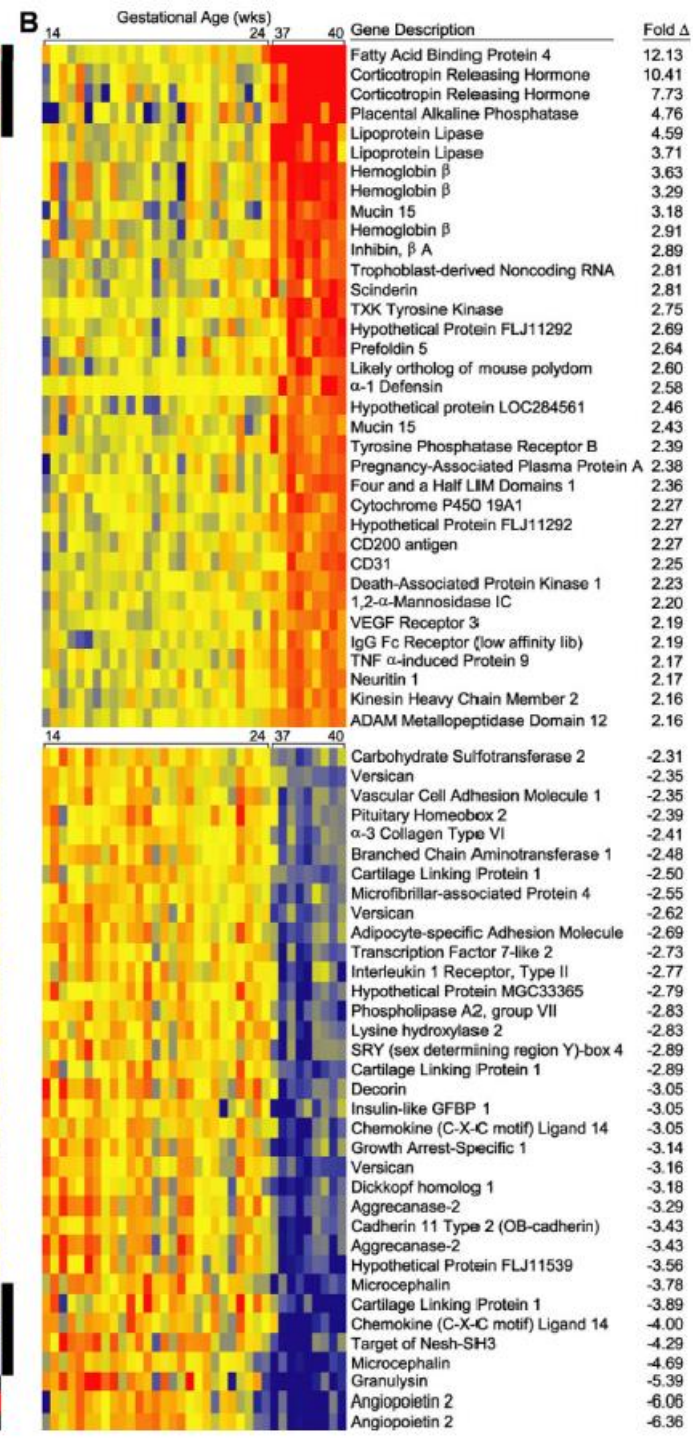 B
Gestational Age (wks)
14 24 37 40 Gene Description Fold Δ
Fatty Acid Binding Protein 4 12.13
Corticotropin Releasing Hormone 10.41
Corticotropin Releasing Hormone 7.73
Placental Alkaline Phosphatase 4.76
Lipoprotein Lipase 4.59
Lipoprotein Lipase 3.71
Hemoglobin β 3.63
Hemoglobin β 3.29
Mucin 15 3.18
Hemoglobin β 2.91
Inhibin, β A 2.89
Trophoblast-derived Noncoding RNA 2.81
Scinderin 2.81
TXK Tyrosine Kinase 2.75
Hypothetical Protein FLJ11292 2.69
Prefoldin 5 2.64
Likely ortholog of mouse polydom 2.60
α-1 Defensin 2.58
Hypothetical protein LOC284561 2.46
Mucin 15 2.43
Tyrosine Phosphatase Receptor B 2.39
Pregnancy-Associated Plasma Protein A 2.38
Four and a Half LIM Domains 1 2.36
Cytochrome P450 19A1 2.27
Hypothetical Protein FLJ11292 2.27
CD200 antigen 2.27
CD31 2.25
Death-Associated Protein Kinase 1 2.23
1,2-α-Mannosidase IC 2.20
VEGF Receptor 3 2.19
IgG Fc Receptor (low affinity IIb) 2.19
TNF α-induced Protein 9 2.17
Neuritin 1 2.17
Kinesin Heavy Chain Member 2 2.16
ADAM Metallopeptidase Domain 12 2.16
14 24 37 40
Carbohydrate Sulfotransferase 2 -2.31
Versican -2.35
Vascular Cell Adhesion Molecule 1 -2.35
Pituitary Homeobox 2 -2.39
α-3 Collagen Type VI -2.41
Branched Chain Aminotransferase 1 -2.48
Cartilage Linking Protein 1 -2.50
Microfibrillar-associated Protein 4 -2.55
Versican -2.62
Adipocyte-specific Adhesion Molecule -2.69
Transcription Factor 7-like 2 -2.73
Interleukin 1 Receptor, Type II -2.77
Hypothetical Protein MGC33365 -2.79
Phospholipase A2, group VII -2.83
Lysine hydroxylase 2 -2.83
SRY (sex determining region Y)-box 4 -2.89
Cartilage Linking Protein 1 -2.89
Decorin -3.05
Insulin-like GFBP 1 -3.05
Chemokine (C-X-C motif) Ligand 14 -3.05
Growth Arrest-Specific 1 -3.14
Versican -3.16
Dickkopf homolog 1 -3.18
Aggrecanase-2 -3.29
Cadherin 11 Type 2 (OB-cadherin) -3.43
Aggrecanase-2 -3.43
Hypothetical Protein FLJ11539 -3.56
Microcephalin -3.78
Cartilage Linking Protein 1 -3.89
Chemokine (C-X-C motif) Ligand 14 -4.00
Target of Nesh-SH3 -4.29
Microcephalin -4.69
Granulysin -5.39
Angiopoietin 2 -6.06
Angiopoietin 2 -6.36